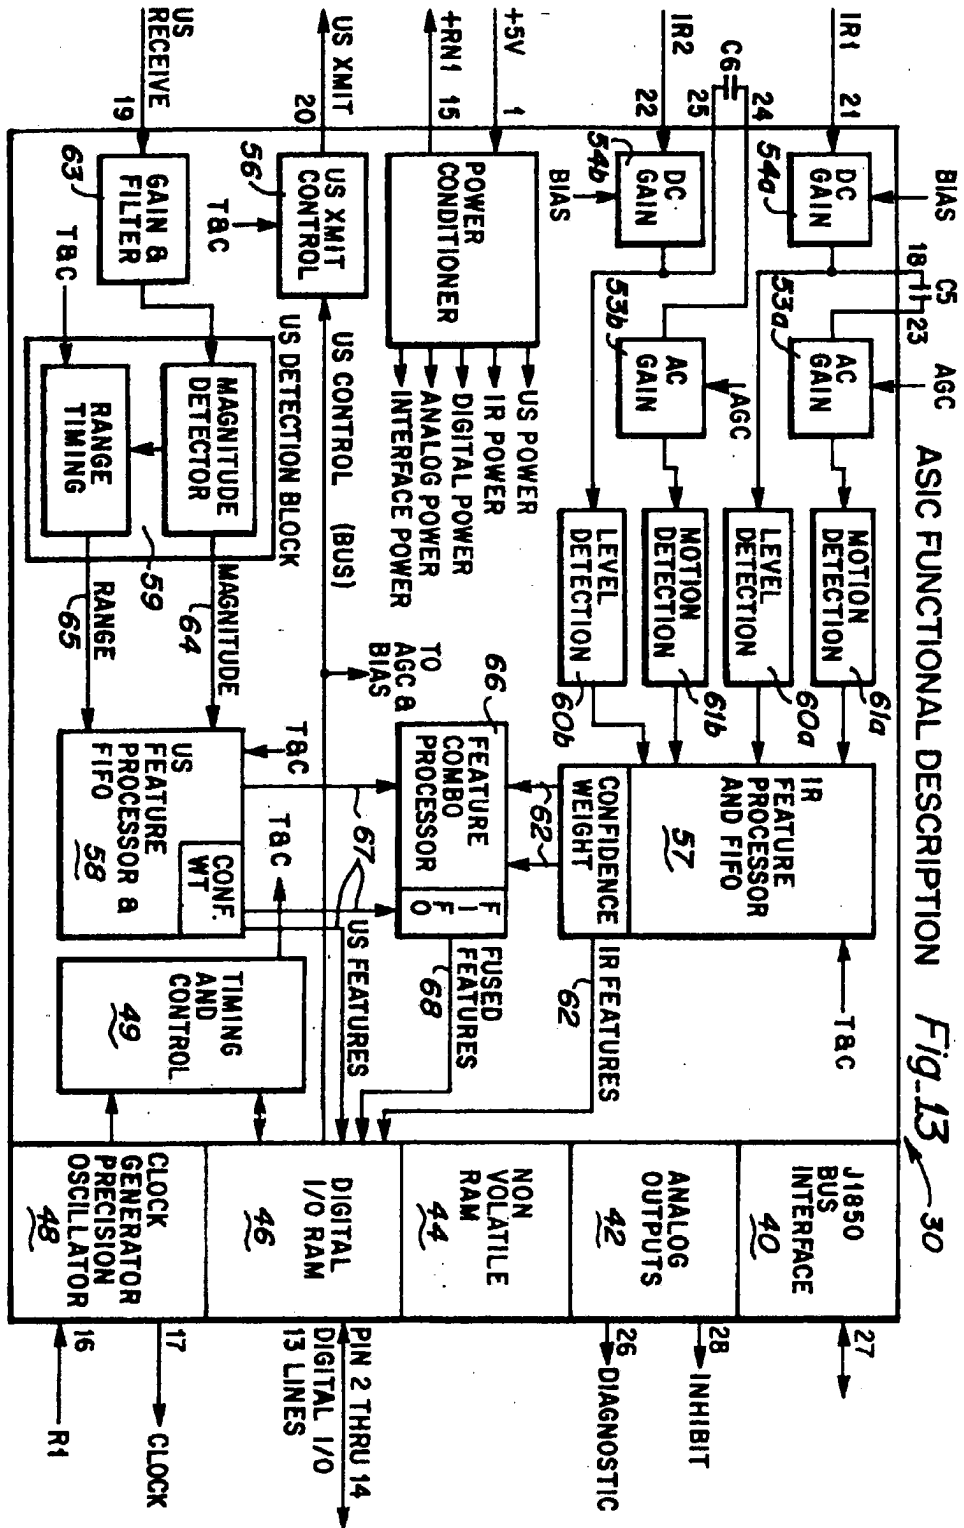 ASIC FUNCTIONAL DESCRIPTION Fig_13
30
IR1
21
BIAS
DC
GAIN
54a
18
C5
23
AGC
AC
GAIN
53a
MOTION
DETECTION
61a
LEVEL
DETECTION
60a
C6
24
25
IR2
22
DC
GAIN
54b
BIAS
AC
GAIN
53b
AGC
MOTION
DETECTION
61b
LEVEL
DETECTION
60b
IR
FEATURE
PROCESSOR
AND FIFO
57
CONFIDENCE
WEIGHT
T&C
62
62
IR FEATURES
+5V
1
+RN1
15
POWER
CONDITIONER
US POWER
IR POWER
DIGITAL POWER
ANALOG POWER
INTERFACE POWER
66
FEATURE
COMBO
PROCESSOR
F
I
F
O
FUSED
FEATURES
68
TO
AGC &
BIAS
US XMIT
20
US XMIT
CONTROL
56
T&C
US CONTROL (BUS)
67
US FEATURES
US
RECEIVE
19
GAIN &
FILTER
63
T&C
US DETECTION BLOCK
MAGNITUDE
DETECTOR
RANGE
TIMING
59
MAGNITUDE
64
RANGE
65
T&C
US
FEATURE
PROCESSOR &
FIFO
58
CONF.
WT
T&C
TIMING
AND
CONTROL
49
J1850
BUS
INTERFACE
40
27
ANALOG
OUTPUTS
42
28
INHIBIT
26
DIAGNOSTIC
NON
VOLATILE
RAM
44
DIGITAL
I/O RAM
46
PIN 2 THRU 14
DIGITAL I/O
13 LINES
CLOCK
GENERATOR
PRECISION
OSCILLATOR
48
17
CLOCK
16
R1